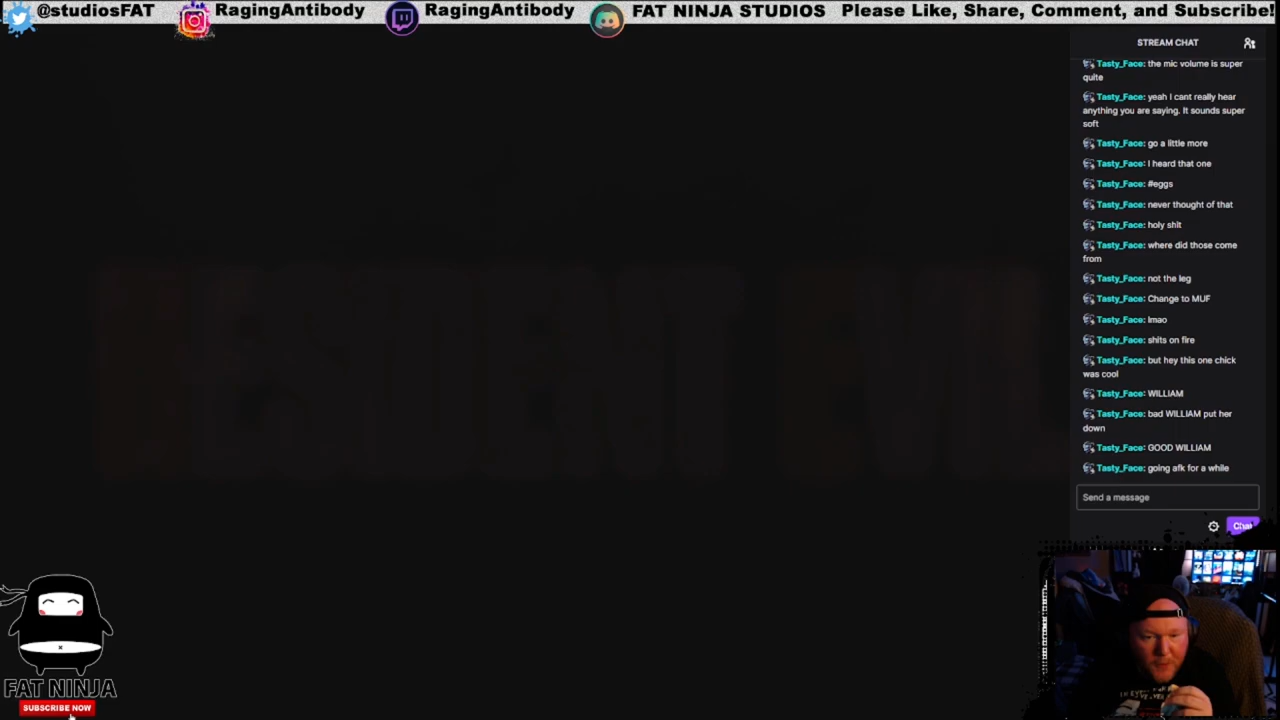 @studiosFAT RagingAntibody RagingAntibody FAT NINJA STUDIOS Please Like, Share, Comment, and Subscribe!
STREAM CHAT
Tasty_Face: the mic volume is super
quite
Tasty_Face: yeah I cant really hear
anything you are saying. It sounds super
soft
Tasty_Face: go a little more
Tasty_Face: I heard that one
Tasty_Face: #eggs
Tasty_Face: never thought of that
Tasty_Face: holy shit
Tasty_Face: where did those come
from
Tasty_Face: not the leg
Tasty_Face: Change to MUF
Tasty_Face: lmao
Tasty_Face: shits on fire
Tasty_Face: but hey this one chick
was cool
Tasty_Face: WILLIAM
Tasty_Face: bad WILLIAM put her
down
Tasty_Face: GOOD WILLIAM
Tasty_Face: going afk for a while
Send a message
Chat
RESIDENT EVIL
FAT NINJA
SUBSCRIBE NOW